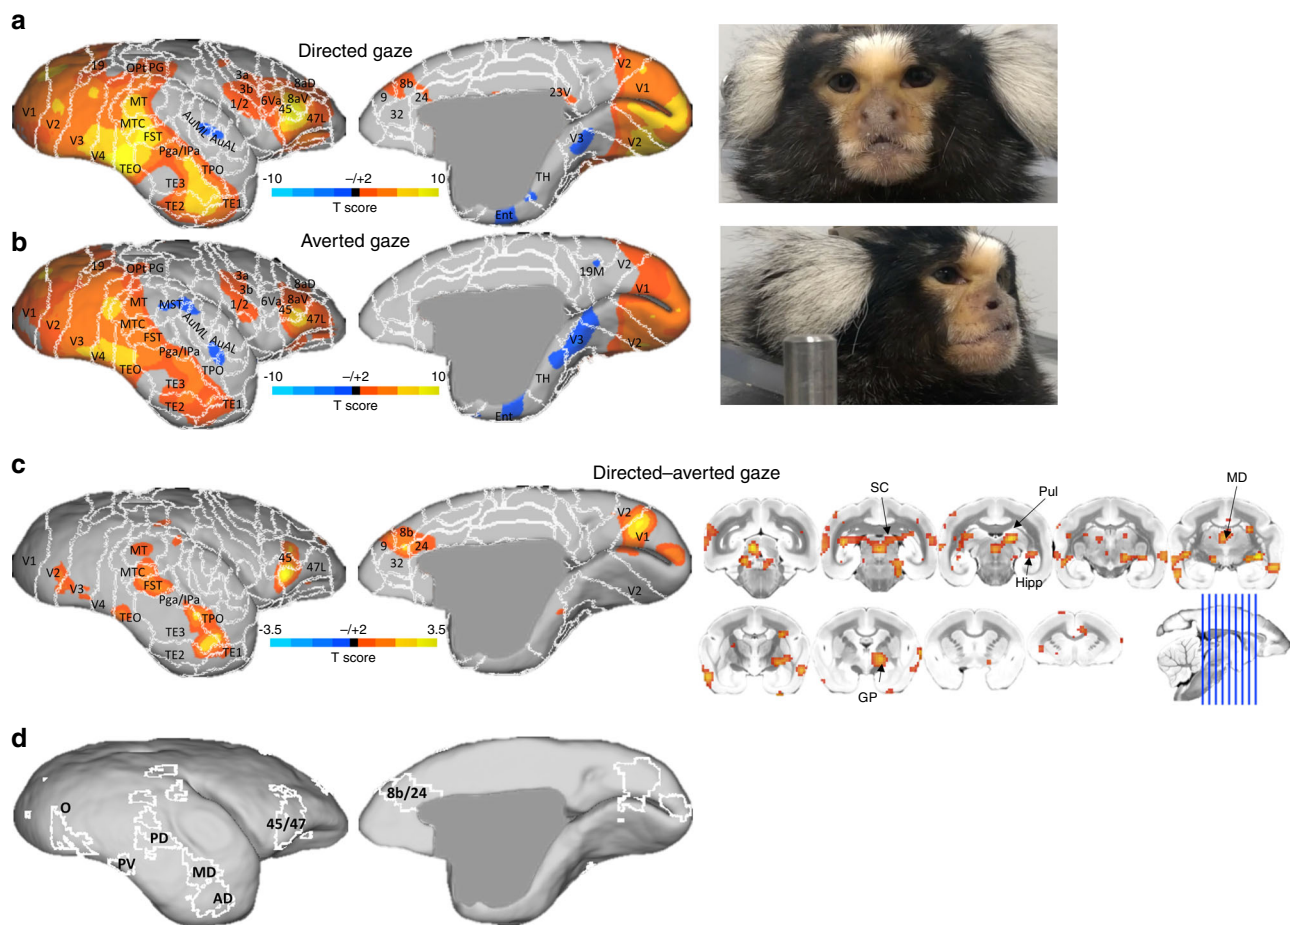 a
Directed gaze
19
OPt
PG
3a
3b
1/2
8aD
8aV
6Va
45
47L
V1
V2
V3
V4
MT
MTC
FST
AuML
AuAL
Pga/IPa
TPO
TEO
TE3
TE2
TE1
-10
–/+2
10
T score
8b
9
24
32
23V
V2
V1
V3
V2
TH
Ent
b
Averted gaze
19
OPt
PG
3a
3b
1/2
8aD
8aV
6Va
45
47L
V1
V2
V3
V4
MT
MST
MTC
FST
AuML
AuAL
Pga/IPa
TPO
TEO
TE3
TE2
TE1
-10
–/+2
10
T score
19M
V2
V1
V3
V2
TH
Ent
c
Directed–averted gaze
V1
V2
V3
V4
MT
MTC
FST
Pga/IPa
TPO
TEO
TE3
TE2
TE1
45
47L
-3.5
–/+2
3.5
T score
8b
9
24
32
V2
V1
V2
SC
Pul
MD
Hipp
GP
d
O
PD
PV
MD
AD
45/47
8b/24